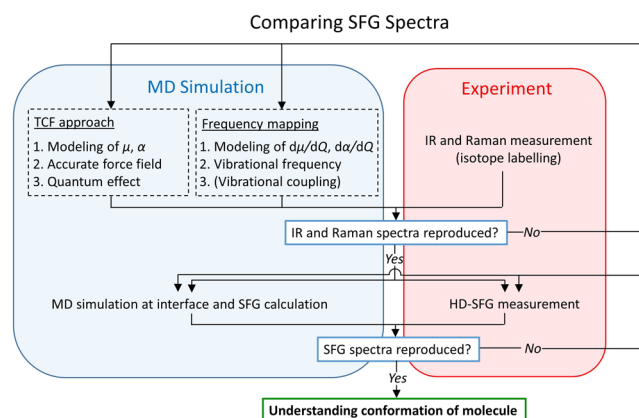 Comparing SFG Spectra
MD Simulation
Experiment
TCF approach
1. Modeling of μ, α
2. Accurate force field
3. Quantum effect
Frequency mapping
1. Modeling of dμ/dQ, dα/dQ
2. Vibrational frequency
3. (Vibrational coupling)
IR and Raman measurement
(isotope labelling)
IR and Raman spectra reproduced?
No
Yes
MD simulation at interface and SFG calculation
HD-SFG measurement
SFG spectra reproduced?
No
Yes
Understanding conformation of molecule